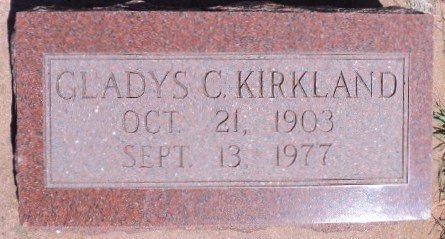 GLADYS C. KIRKLAND
OCT. 21, 1903
SEPT. 13, 1977